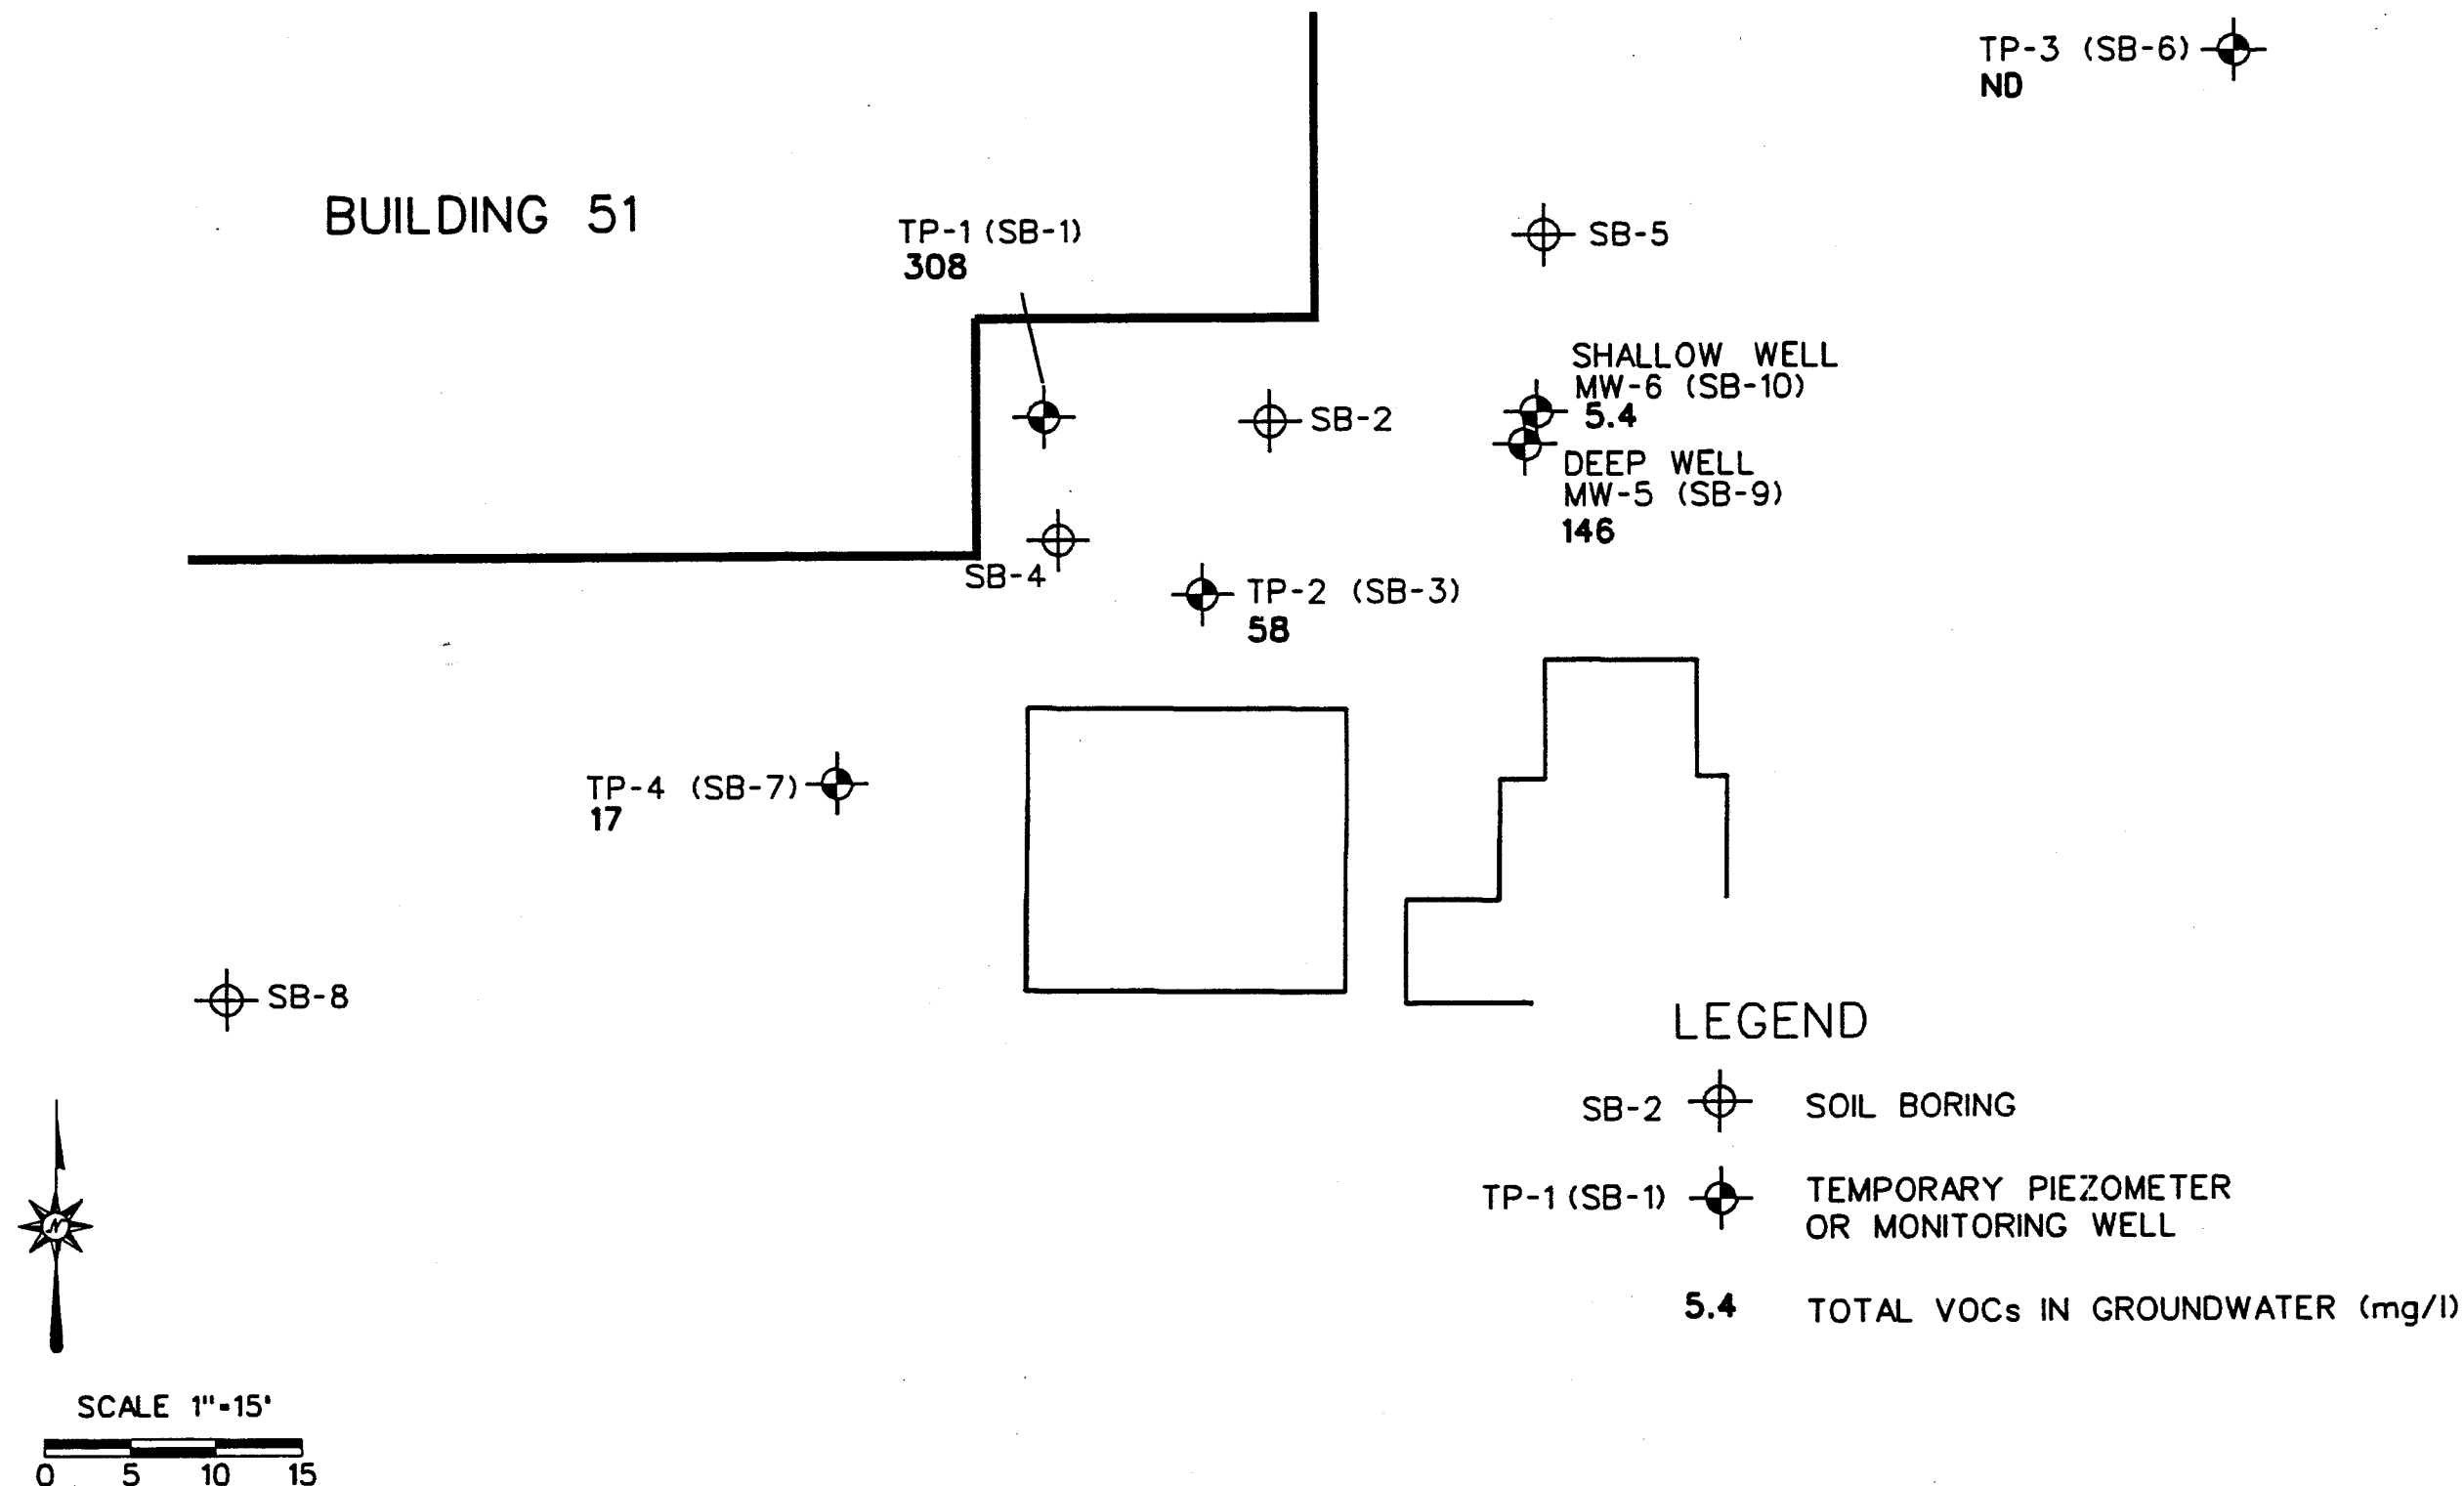 TP-3 (SB-6)
ND
BUILDING 51
TP-1 (SB-1)
308
SB-5
SHALLOW WELL
MW-6 (SB-10)
5.4
SB-2
DEEP WELL
MW-5 (SB-9)
146
SB-4
TP-2 (SB-3)
58
TP-4 (SB-7)
17
SB-8
LEGEND
SB-2 SOIL BORING
TP-1 (SB-1) TEMPORARY PIEZOMETER
OR MONITORING WELL
5.4 TOTAL VOCs IN GROUNDWATER (mg/l)
N
SCALE 1"=15'
0 5 10 15